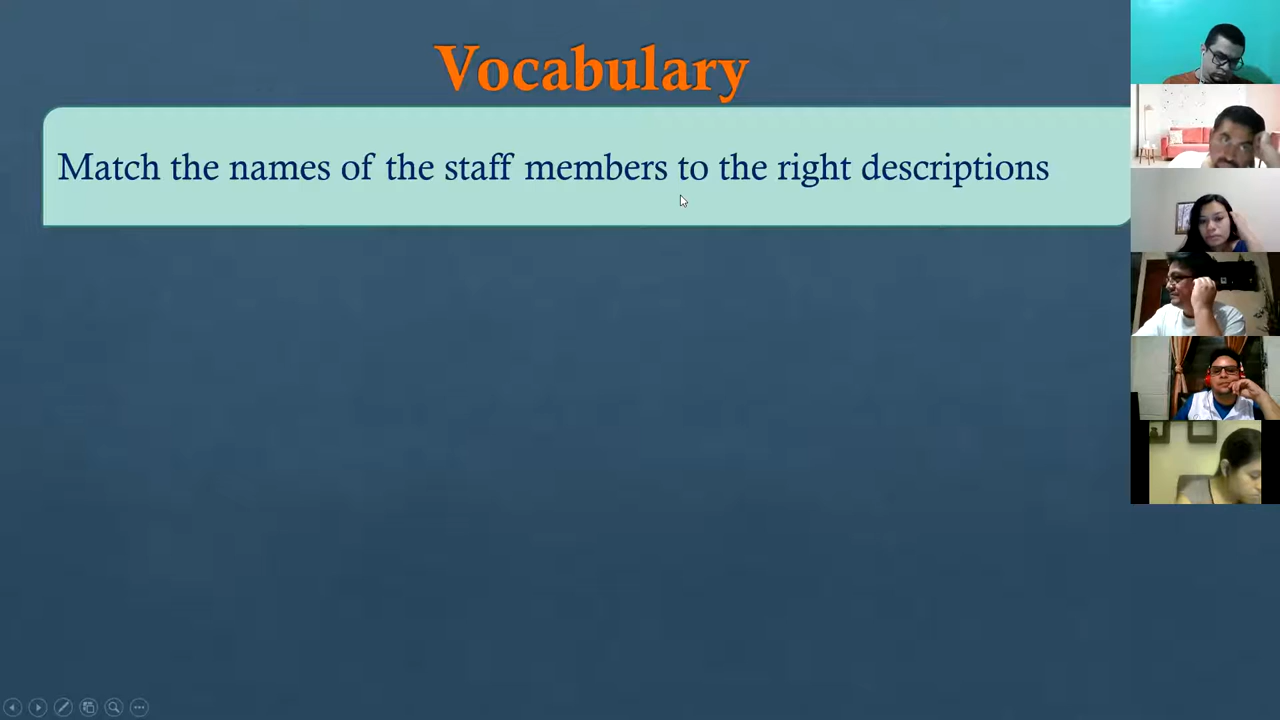 Vocabulary
Match the names of the staff members to the right descriptions